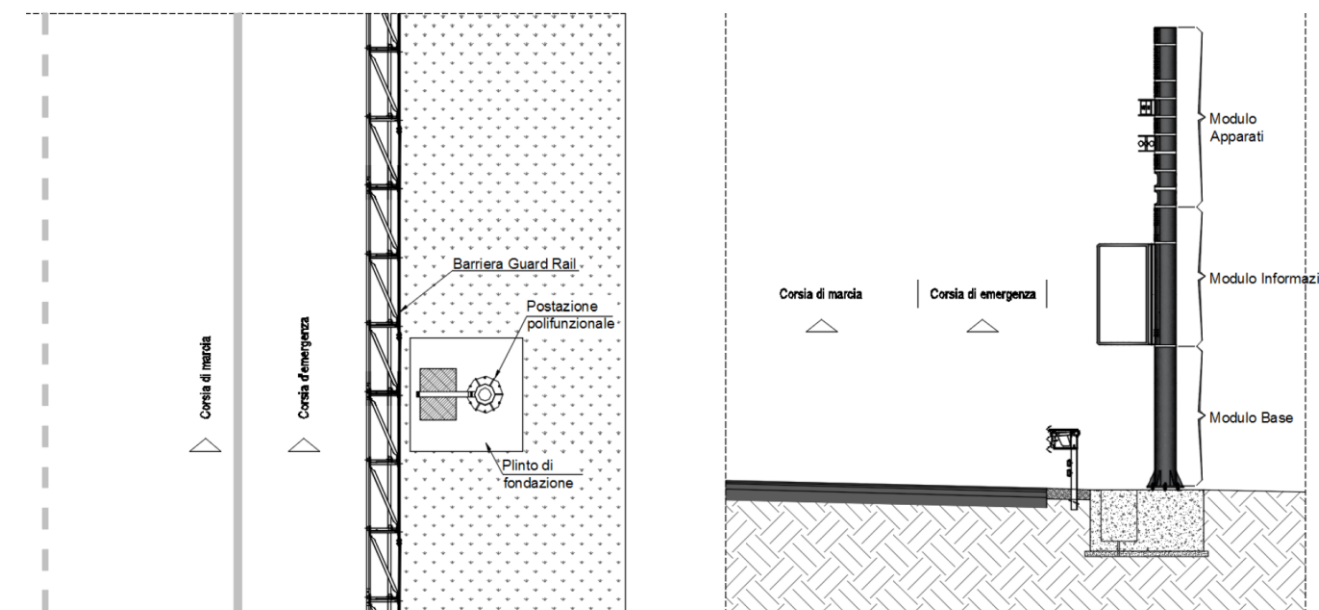 Corsia di marcia
Corsia d'emergenza
Barriera Guard Rail
Postazione
polifunzionale
Plinto di
fondazione
Corsia di marcia
Corsia di emergenza
Modulo
Apparati
Modulo Informazi
Modulo Base